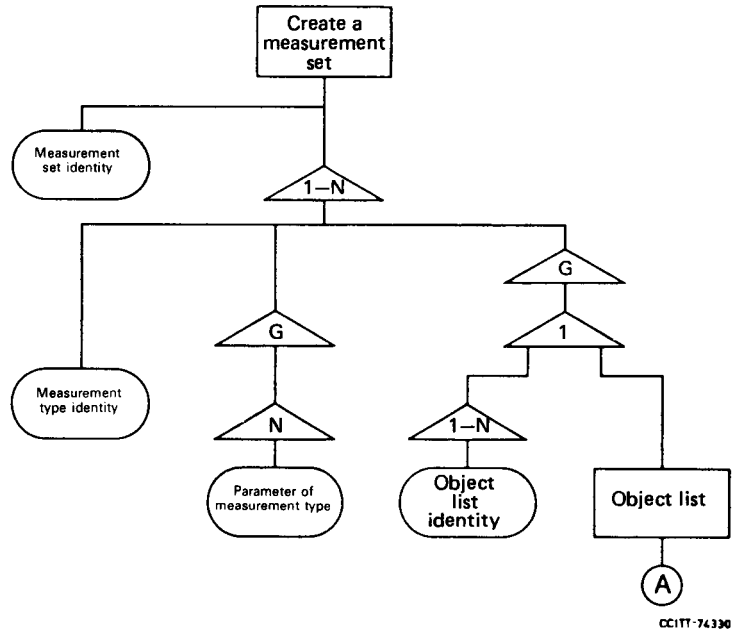 Create a
measurement
set
Measurement
set identity
1–N
G
G
1
Measurement
type identity
N
1–N
Parameter of
measurement type
Object
list
identity
Object list
A
CCITT-74330